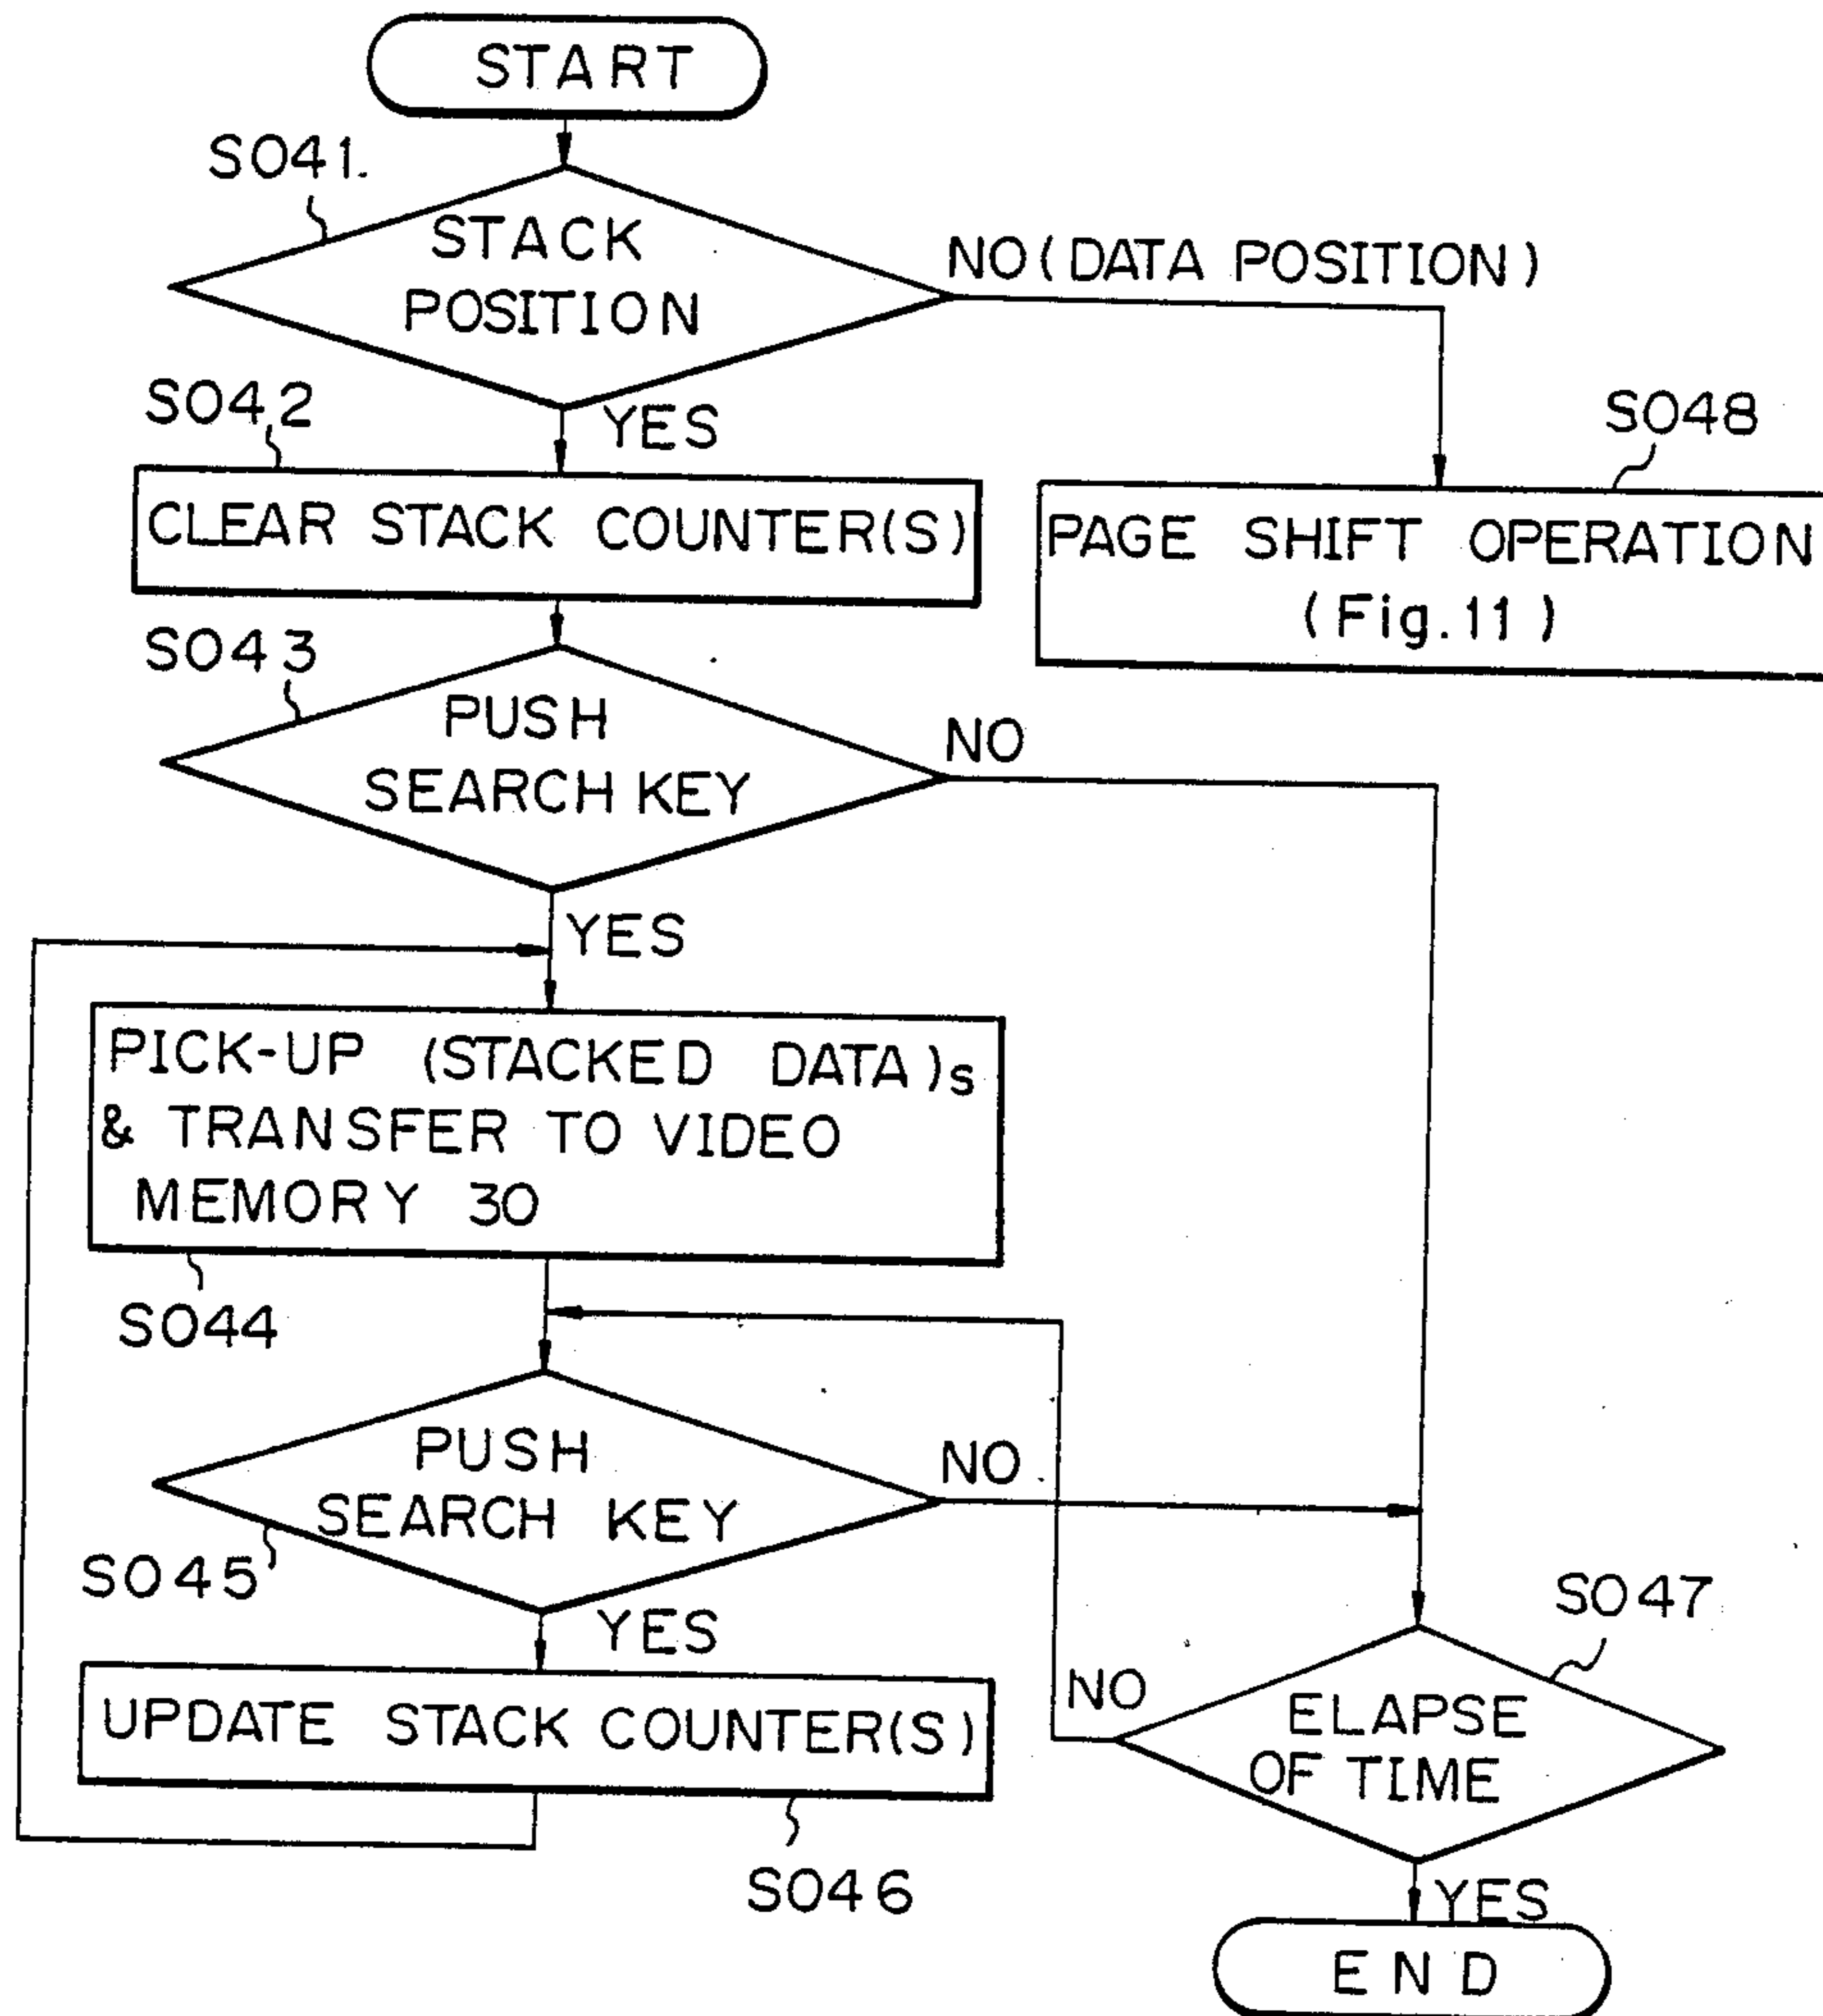 START
S041.
STACK
POSITION
NO (DATA POSITION)
S042
YES
S048
CLEAR STACK COUNTER(S)
PAGE SHIFT OPERATION
(Fig.11)
S043
PUSH
SEARCH KEY
NO
YES
PICK-UP (STACKED DATA)s
& TRANSFER TO VIDEO
MEMORY 30
S044
PUSH
SEARCH KEY
NO
S045
YES
S047
NO
ELAPSE
OF TIME
UPDATE STACK COUNTER(S)
S046
YES
END